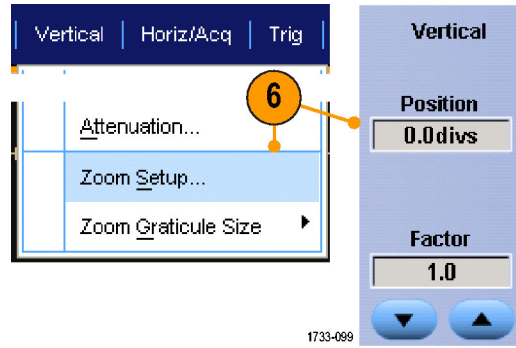 Vertical | Horiz/Acq | Trig
6
Attenuation...
Zoom Setup...
Zoom Graticule Size
Vertical
Position
0.0divs
Factor
1.0
1733-099